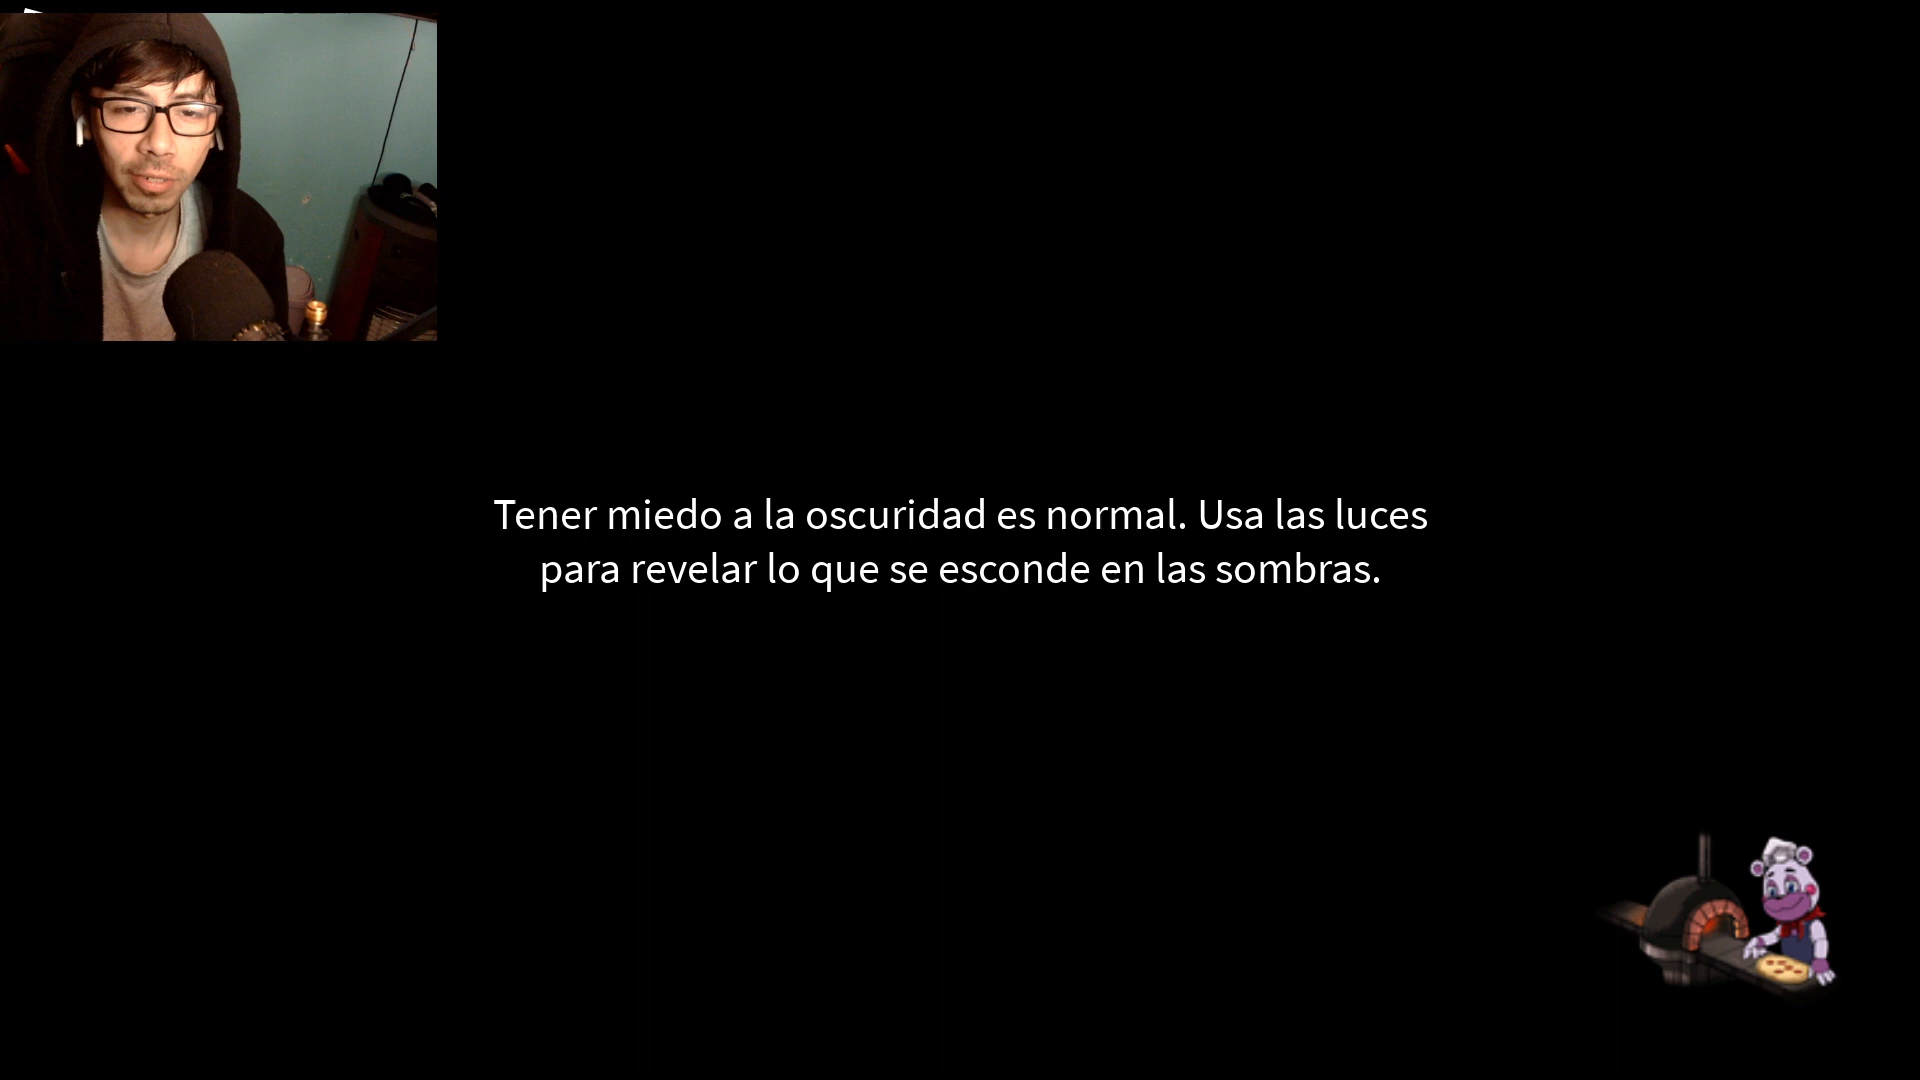 Tener miedo a la oscuridad es normal. Usa las luces
para revelar lo que se esconde en las sombras.